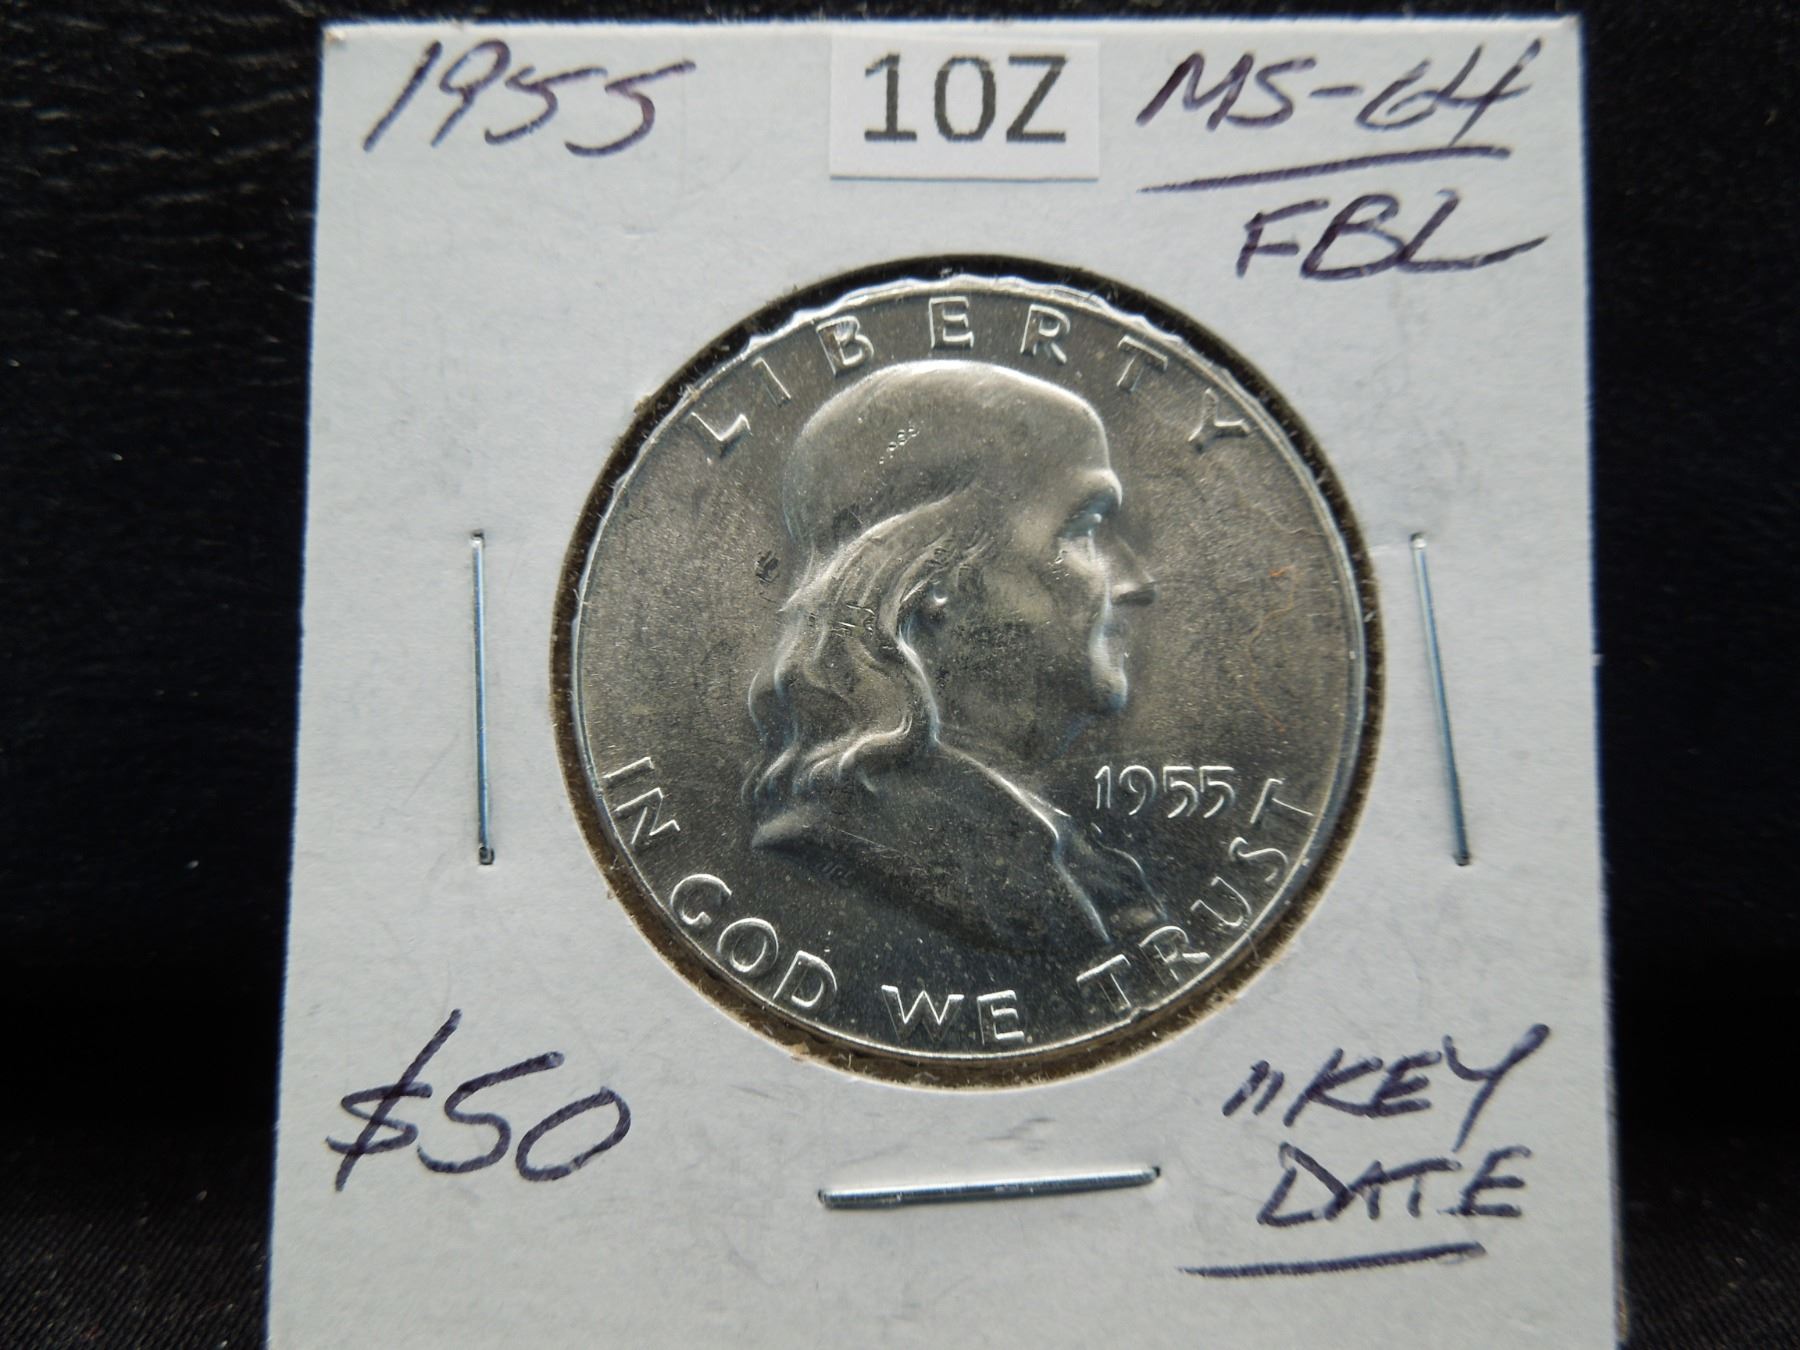 1955
10Z
MS-64
FBL
LIBERTY
1955
IN GOD WE TRUST
$50
"KEY
DATE